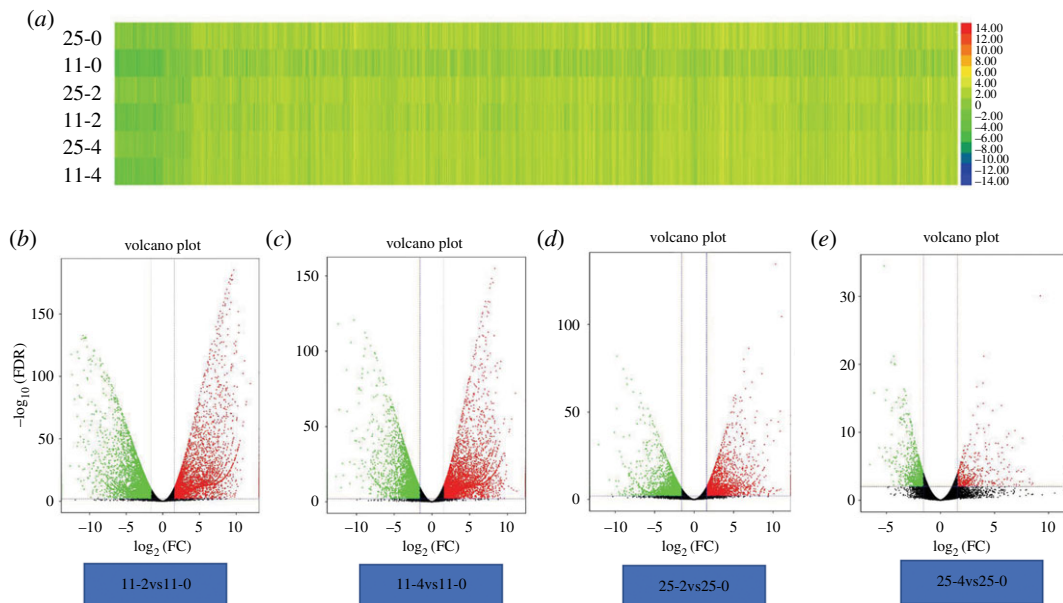 (a)
25-0
11-0
25-2
11-2
25-4
11-4
14.00
12.00
10.00
8.00
6.00
4.00
2.00
0
−2.00
−4.00
−6.00
−8.00
−10.00
−12.00
−14.00
(b)
volcano plot
−log10 (FDR)
150
100
50
0
−10 −5 0 5 10
log2 (FC)
11-2vs11-0
(c)
volcano plot
150
100
50
0
−10 −5 0 5 10
log2 (FC)
11-4vs11-0
(d)
volcano plot
100
50
0
−10 −5 0 5 10
log2 (FC)
25-2vs25-0
(e)
volcano plot
30
20
10
0
−5 0 5 10
log2 (FC)
25-4vs25-0